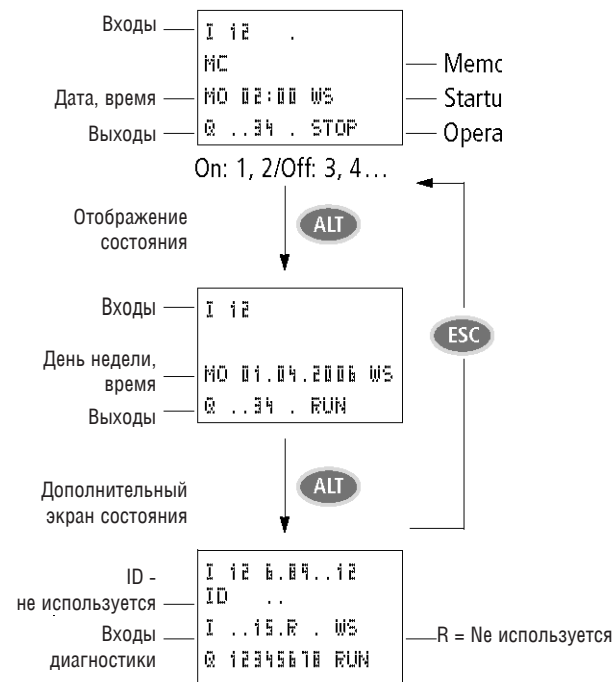 Входы
I 12 .
MC
Memc
Дата, время
MO 02:00 WS
Startu
Выходы
Q ..34 . STOP
Opera
On: 1, 2/Off: 3, 4...
Отображение
состояния
ALT
Входы
I 12
ESC
День недели,
время
MO 01.04.2006 WS
Выходы
Q ..34 . RUN
Дополнительный
экран состояния
ALT
ID -
не используется
I 12 6.89..12
ID ..
Входы
диагностики
I ..15.R . WS
R = Ne используется
Q 12345678 RUN